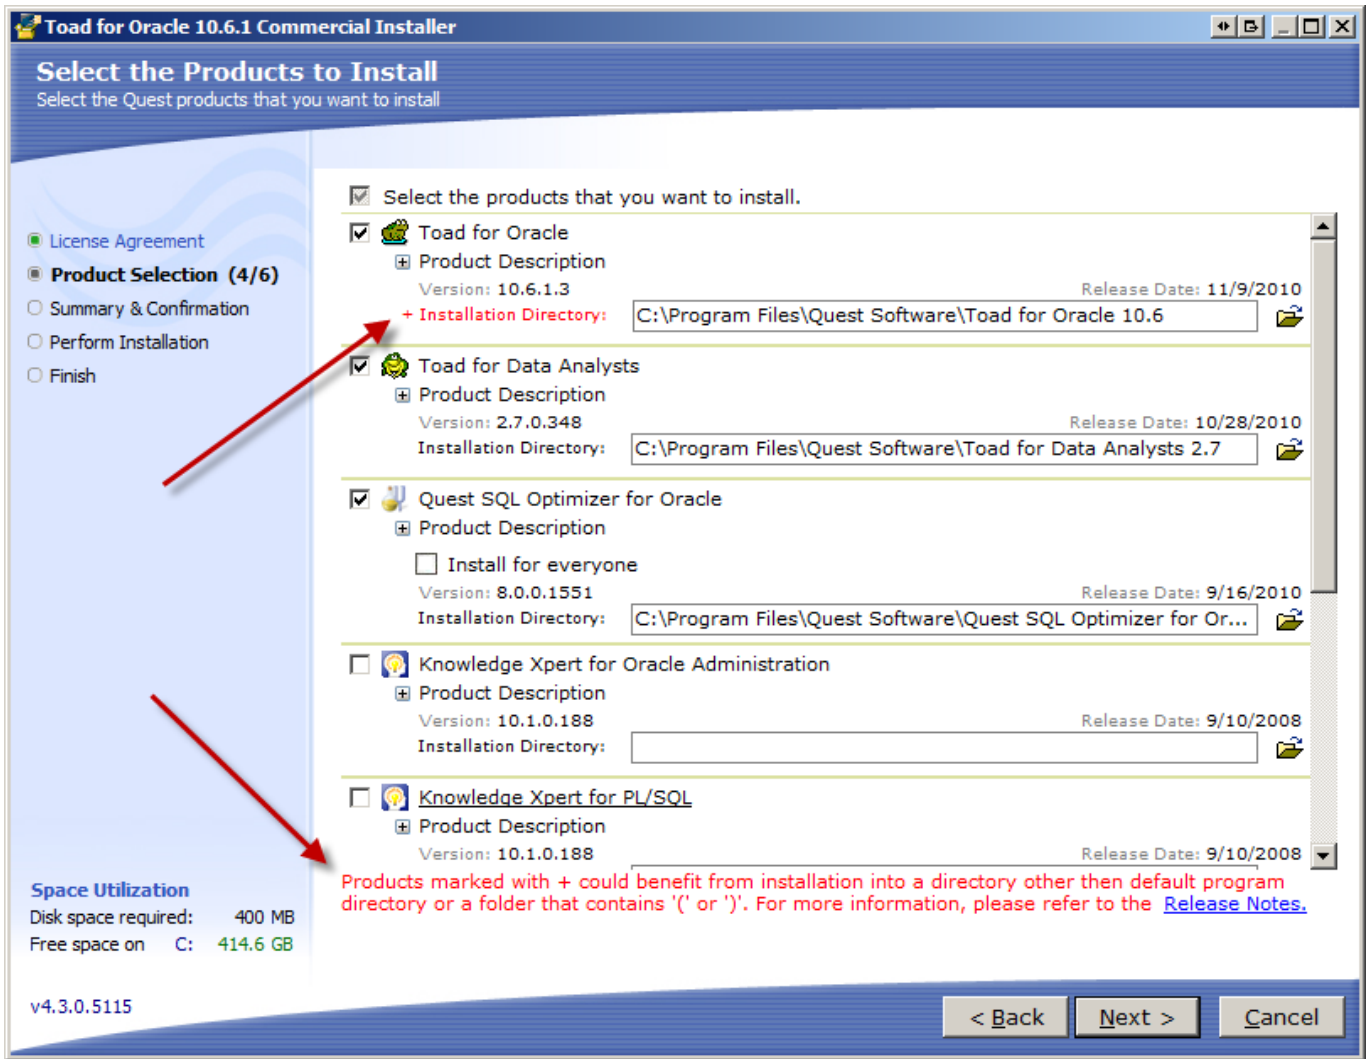 Toad for Oracle 10.6.1 Commercial Installer
Select the Products to Install
Select the Quest products that you want to install
License Agreement
Product Selection (4/6)
Summary & Confirmation
Perform Installation
Finish
Select the products that you want to install.
Toad for Oracle
Product Description
Version: 10.6.1.3 Release Date: 11/9/2010
+ Installation Directory: C:\Program Files\Quest Software\Toad for Oracle 10.6
Toad for Data Analysts
Product Description
Version: 2.7.0.348 Release Date: 10/28/2010
Installation Directory: C:\Program Files\Quest Software\Toad for Data Analysts 2.7
Quest SQL Optimizer for Oracle
Product Description
Install for everyone
Version: 8.0.0.1551 Release Date: 9/16/2010
Installation Directory: C:\Program Files\Quest Software\Quest SQL Optimizer for Or...
Knowledge Xpert for Oracle Administration
Product Description
Version: 10.1.0.188 Release Date: 9/10/2008
Installation Directory:
Knowledge Xpert for PL/SQL
Product Description
Version: 10.1.0.188 Release Date: 9/10/2008
Products marked with + could benefit from installation into a directory other then default program
directory or a folder that contains '(' or ')'. For more information, please refer to the Release Notes.
Space Utilization
Disk space required: 400 MB
Free space on C: 414.6 GB
v4.3.0.5115
< Back
Next >
Cancel